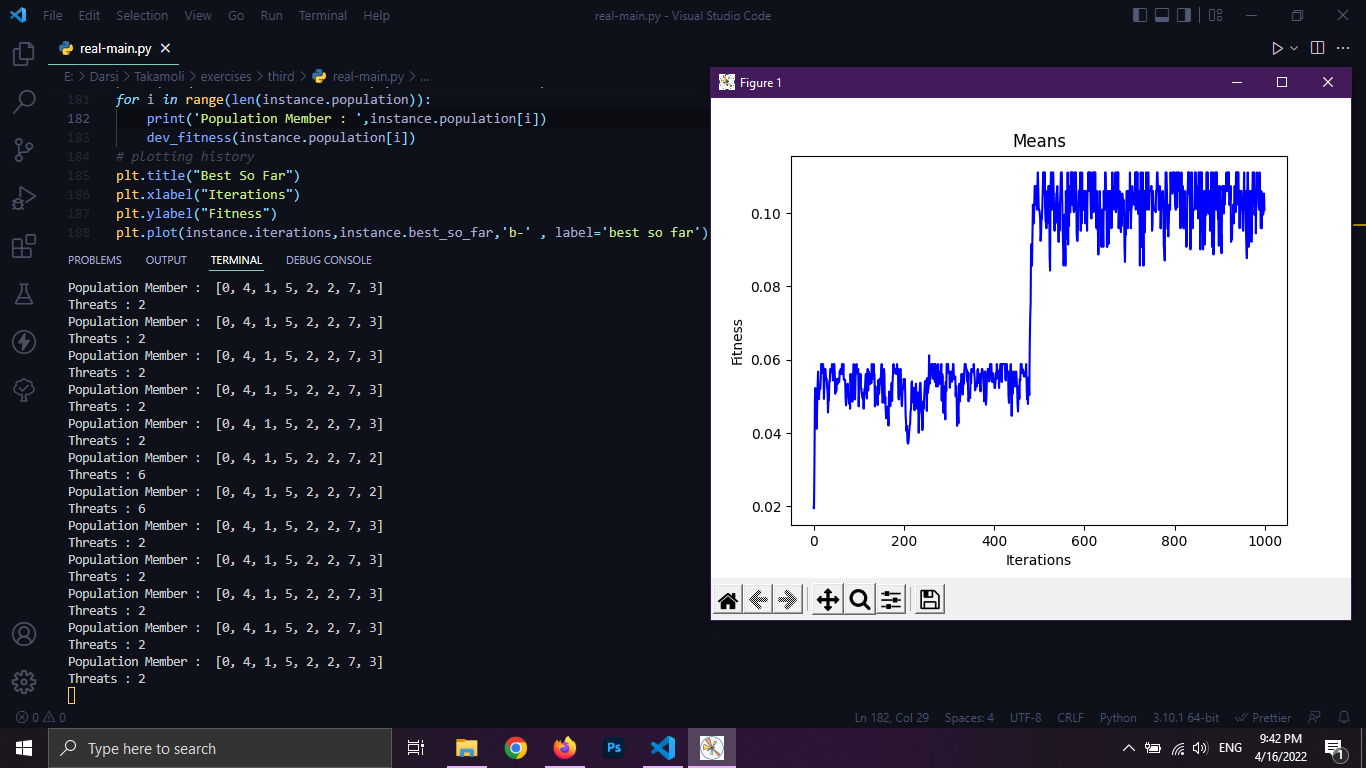 File Edit Selection View Go Run Terminal Help
real-main.py - Visual Studio Code
real-main.py
E: > Darsi > Takamoli > exercises > third > real-main.py > ...
181 for i in range(len(instance.population)):
182 print('Population Member : ',instance.population[i])
183 dev_fitness(instance.population[i])
184 # plotting history
185 plt.title("Best So Far")
186 plt.xlabel("Iterations")
187 plt.ylabel("Fitness")
188 plt.plot(instance.iterations,instance.best_so_far,'b-' , label='best so far')
PROBLEMS OUTPUT TERMINAL DEBUG CONSOLE
Population Member :  [0, 4, 1, 5, 2, 2, 7, 3]
Threats : 2
Population Member :  [0, 4, 1, 5, 2, 2, 7, 3]
Threats : 2
Population Member :  [0, 4, 1, 5, 2, 2, 7, 3]
Threats : 2
Population Member :  [0, 4, 1, 5, 2, 2, 7, 3]
Threats : 2
Population Member :  [0, 4, 1, 5, 2, 2, 7, 3]
Threats : 2
Population Member :  [0, 4, 1, 5, 2, 2, 7, 2]
Threats : 6
Population Member :  [0, 4, 1, 5, 2, 2, 7, 2]
Threats : 6
Population Member :  [0, 4, 1, 5, 2, 2, 7, 3]
Threats : 2
Population Member :  [0, 4, 1, 5, 2, 2, 7, 3]
Threats : 2
Population Member :  [0, 4, 1, 5, 2, 2, 7, 3]
Threats : 2
Population Member :  [0, 4, 1, 5, 2, 2, 7, 3]
Threats : 2
Population Member :  [0, 4, 1, 5, 2, 2, 7, 3]
Threats : 2
Figure 1
Means
Fitness
0.10
0.08
0.06
0.04
0.02
0 200 400 600 800 1000
Iterations
0 0
Ln 182, Col 29 Spaces: 4 UTF-8 CRLF Python 3.10.1 64-bit Prettier
Type here to search
Ps
ENG
9:42 PM
4/16/2022
1